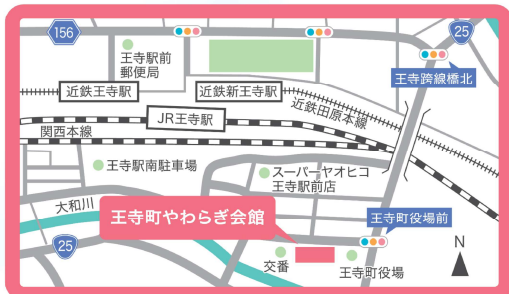 156
25
王寺駅前
郵便局
王寺跨線橋北
近鉄王寺駅
近鉄新王寺駅
近鉄田原本線
JR王寺駅
関西本線
王寺駅南駐車場
スーパーヤオヒコ
王寺駅前店
大和川
王寺町やわらぎ会館
王寺町役場前
25
交番
王寺町役場
N